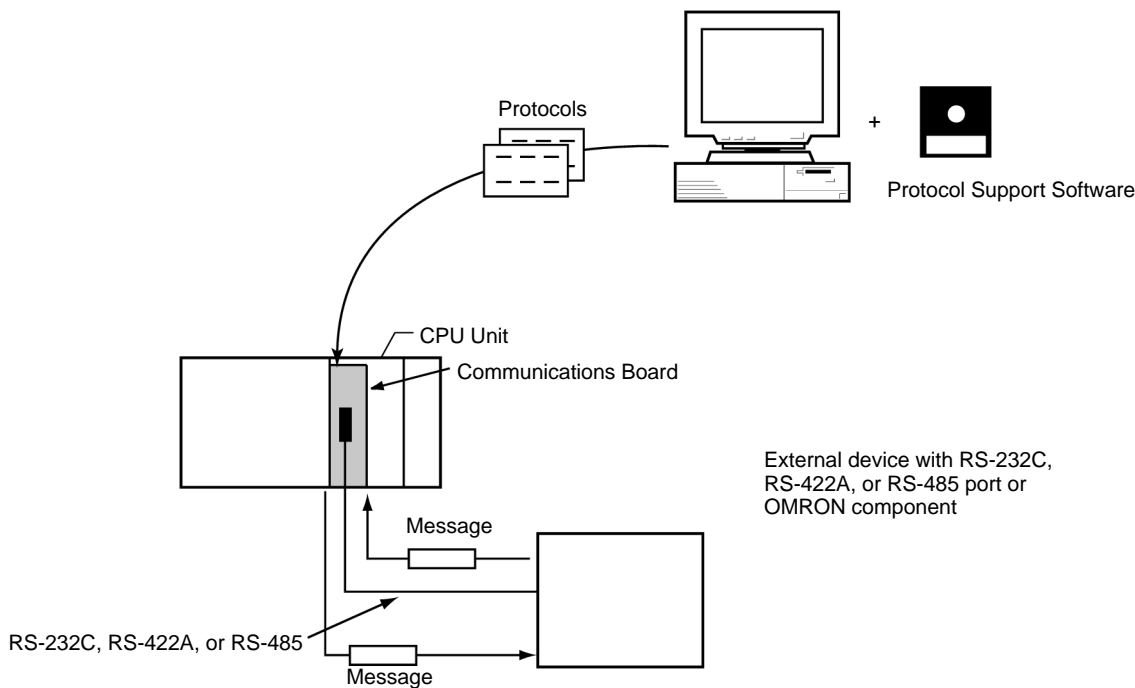 Protocols
+
Protocol Support Software
CPU Unit
Communications Board
External device with RS-232C,
RS-422A, or RS-485 port or
OMRON component
Message
RS-232C, RS-422A, or RS-485
Message